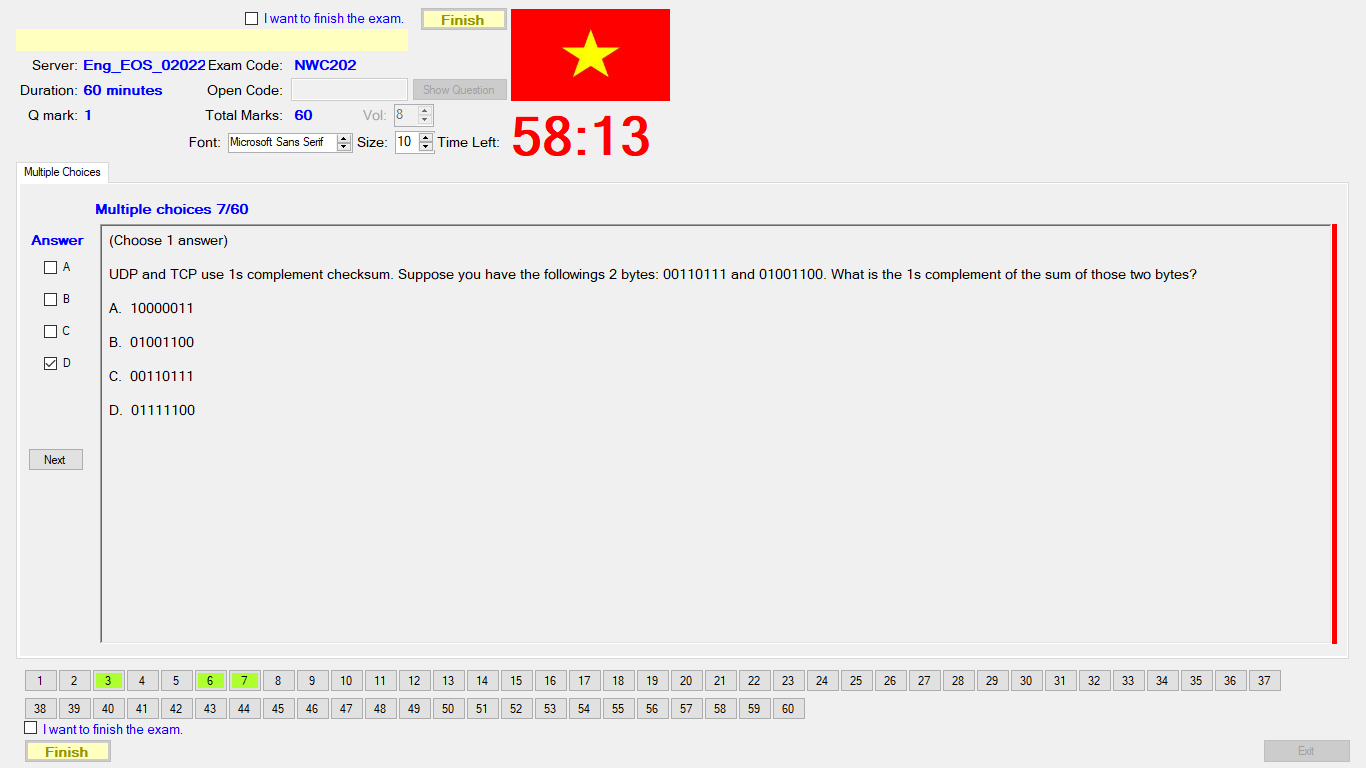 I want to finish the exam. Finish
Server: Eng_EOS_02022 Exam Code: NWC202
Duration: 60 minutes Open Code: Show Question
Q mark: 1 Total Marks: 60 Vol: 8
58:13
Font: Microsoft Sans Serif Size: 10 Time Left:
Multiple Choices
Multiple choices 7/60
Answer
A
B
C
D
Next
(Choose 1 answer)
UDP and TCP use 1s complement checksum. Suppose you have the followings 2 bytes: 00110111 and 01001100. What is the 1s complement of the sum of those two bytes?
A. 10000011
B. 01001100
C. 00110111
D. 01111100
1 2 3 4 5 6 7 8 9 10 11 12 13 14 15 16 17 18 19 20 21 22 23 24 25 26 27 28 29 30 31 32 33 34 35 36 37
38 39 40 41 42 43 44 45 46 47 48 49 50 51 52 53 54 55 56 57 58 59 60
I want to finish the exam.
Finish Exit